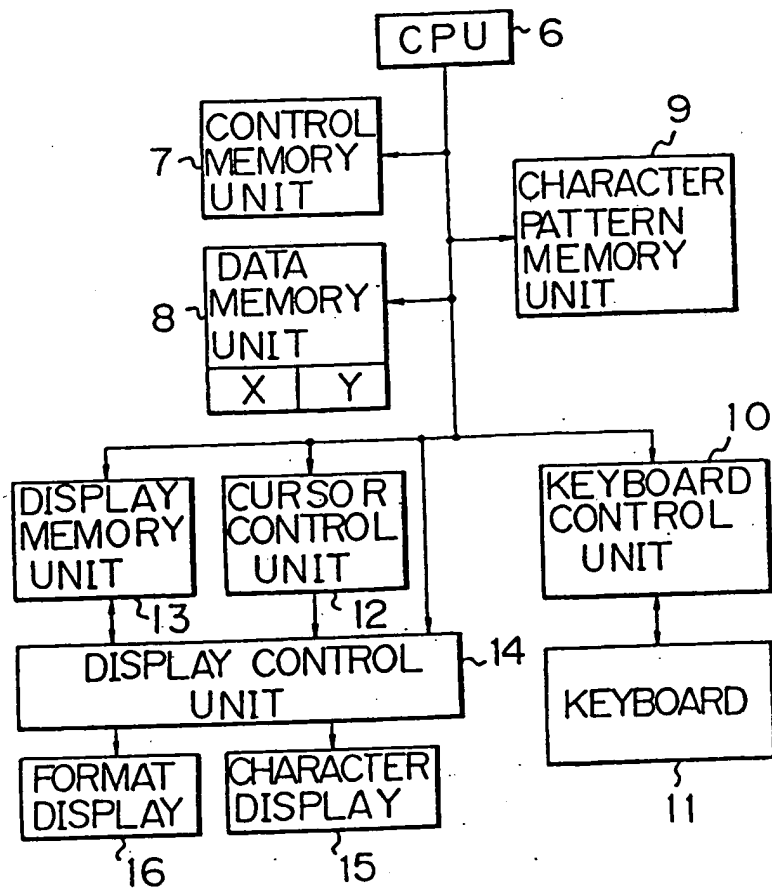 CPU
6
CONTROL
MEMORY
UNIT
7
9
CHARACTER
PATTERN
MEMORY
UNIT
DATA
MEMORY
UNIT
X Y
8
10
DISPLAY
MEMORY
UNIT
13
CURSOR
CONTROL
UNIT
12
KEYBOARD
CONTROL
UNIT
DISPLAY CONTROL
UNIT
14
KEYBOARD
11
FORMAT
DISPLAY
16
CHARACTER
DISPLAY
15